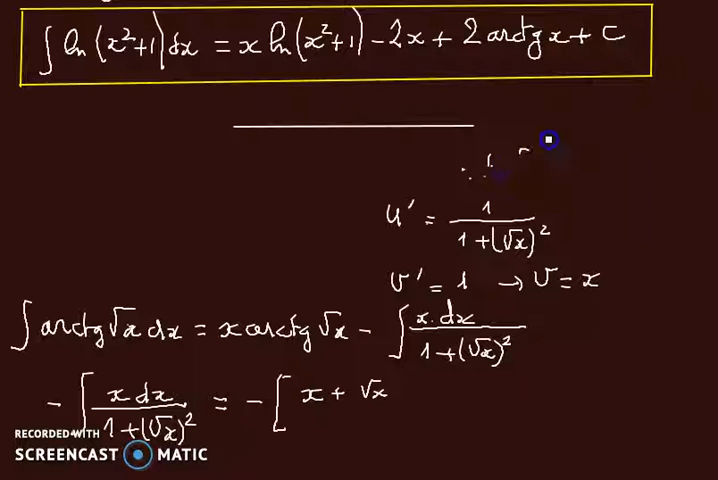 ∫ ln(x²+1)dx = x ln(x²+1) - 2x + 2 arctg x + C
u' = 1/(1+(√x)²)
v' = 1 → v = x
∫ arctg √x dx = x arctg √x - ∫ x.dx/(1+(√x)²)
- ∫ x dx/(1+(√x)²) = - ∫ x + √x
RECORDED WITH
SCREENCAST MATIC